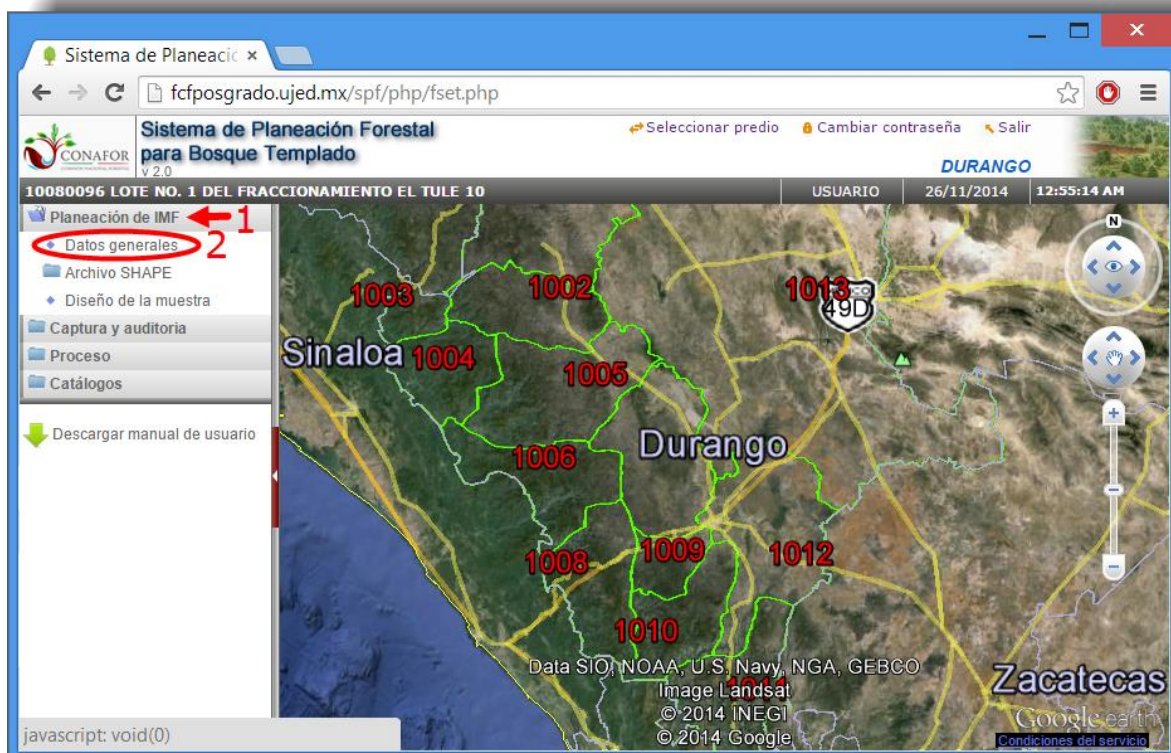 Sistema de Planeació
fcfposgrado.ujed.mx/spf/php/fset.php
CONAFOR
Sistema de Planeación Forestal
para Bosque Templado
v 2.0
Seleccionar predio
Cambiar contraseña
Salir
DURANGO
10080096 LOTE NO. 1 DEL FRACCIONAMIENTO EL TULE 10
USUARIO
26/11/2014
12:55:14 AM
Planeación de IMF
1
Datos generales
2
Archivo SHAPE
Diseño de la muestra
Captura y auditoria
Proceso
Catálogos
Descargar manual de usuario
N
1003
1002
1013
49D
Sinaloa
1004
1005
Durango
1006
1008
1009
1012
1010
1011
Zacatecas
Data SIO, NOAA, U.S. Navy, NGA, GEBCO
Image Landsat
© 2014 INEGI
© 2014 Google
Google earth
Condiciones del servicio
javascript: void(0)